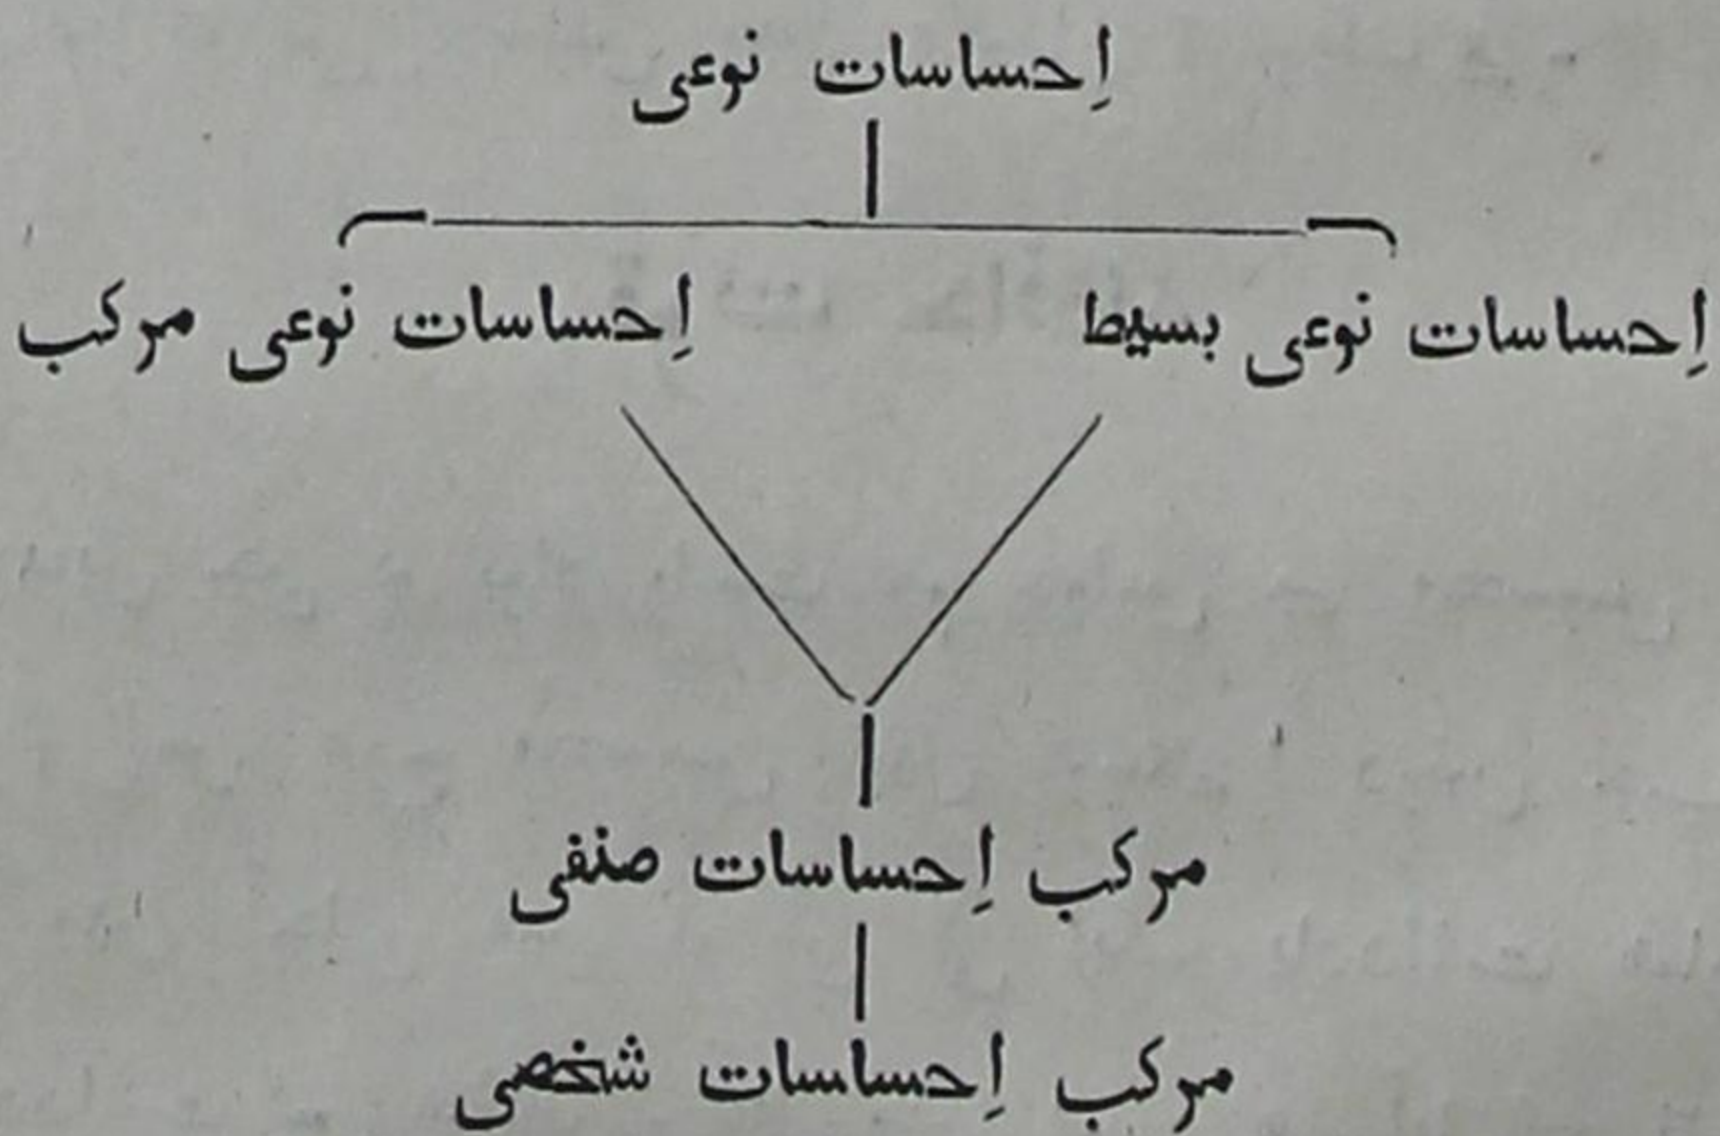 اِحساسات نوعی
اِحساسات نوعی بسیط
اِحساسات نوعی مرکب
مرکب اِحساسات صنفی
مرکب اِحساسات شخصی